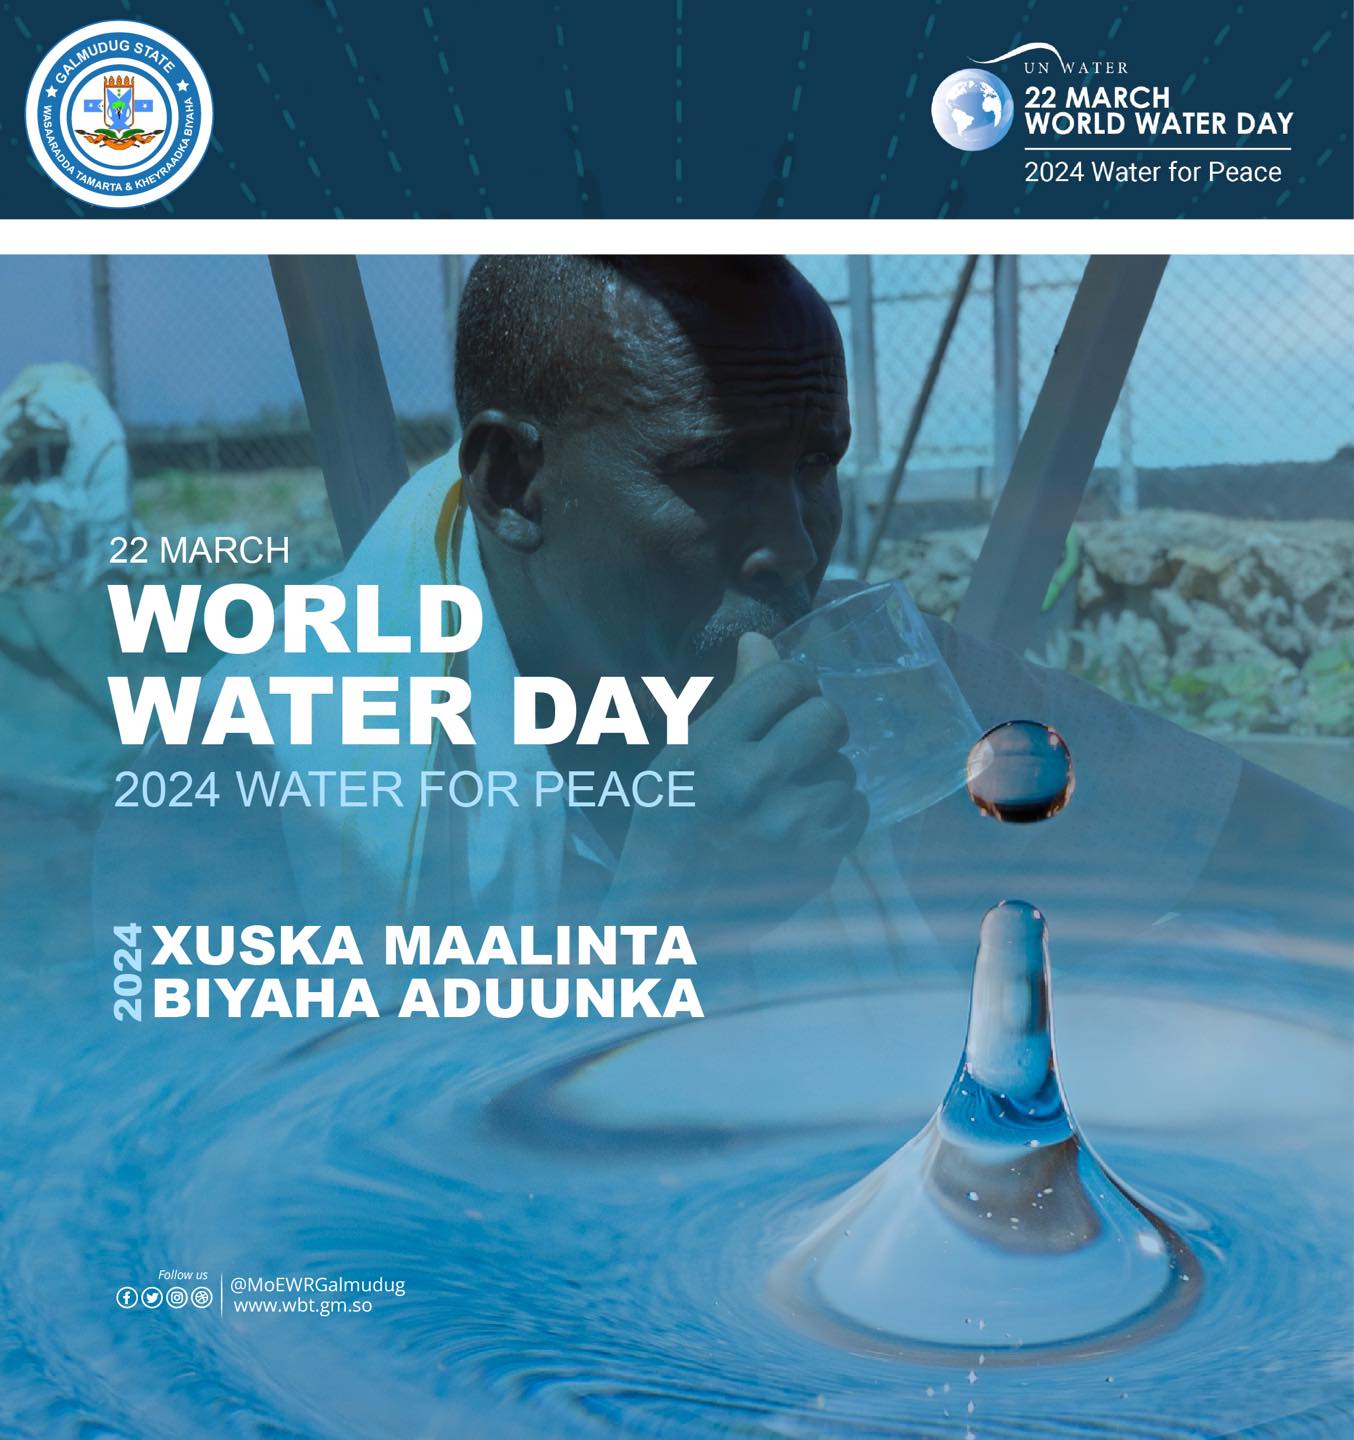 GALMUDUG STATE
WASAARADDA TAMARTA & KHEYRAADKA BIYAHA
UN WATER
22 MARCH
WORLD WATER DAY
2024 Water for Peace
22 MARCH
WORLD
WATER DAY
2024 WATER FOR PEACE
2024
XUSKA MAALINTA
BIYAHA ADUUNKA
Follow us
@MoEWRGalmudug
www.wbt.gm.so